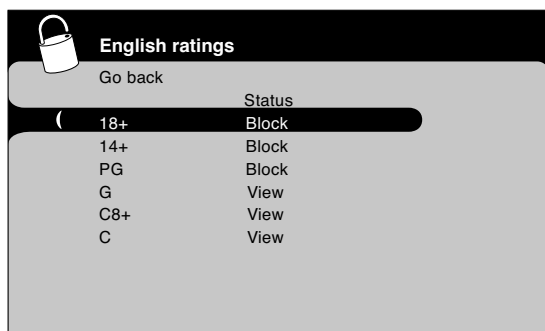 English ratings
Go back
Status
18+ Block
14+ Block
PG Block
G View
C8+ View
C View